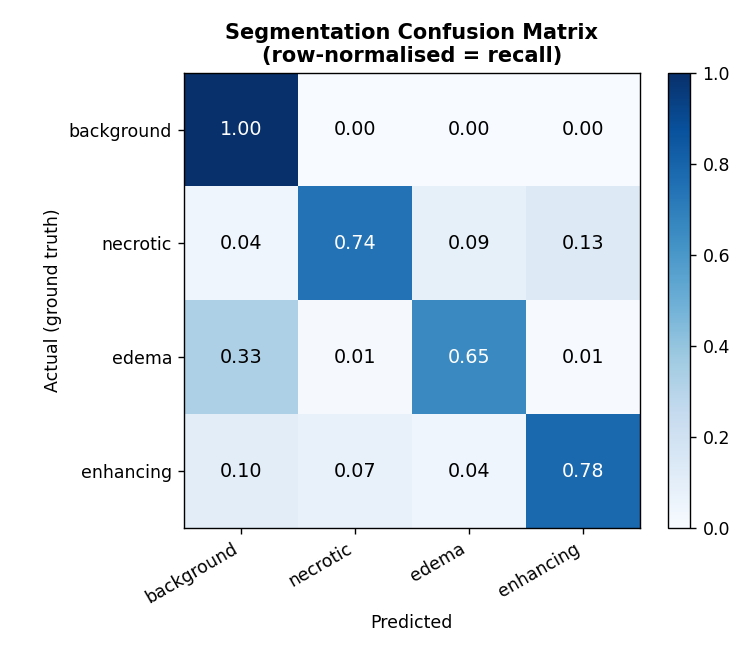 Segmentation Confusion Matrix
(row-normalised = recall)
Actual (ground truth)
background 1.00 0.00 0.00 0.00
necrotic 0.04 0.74 0.09 0.13
edema 0.33 0.01 0.65 0.01
enhancing 0.10 0.07 0.04 0.78
background necrotic edema enhancing
Predicted
1.0
0.8
0.6
0.4
0.2
0.0